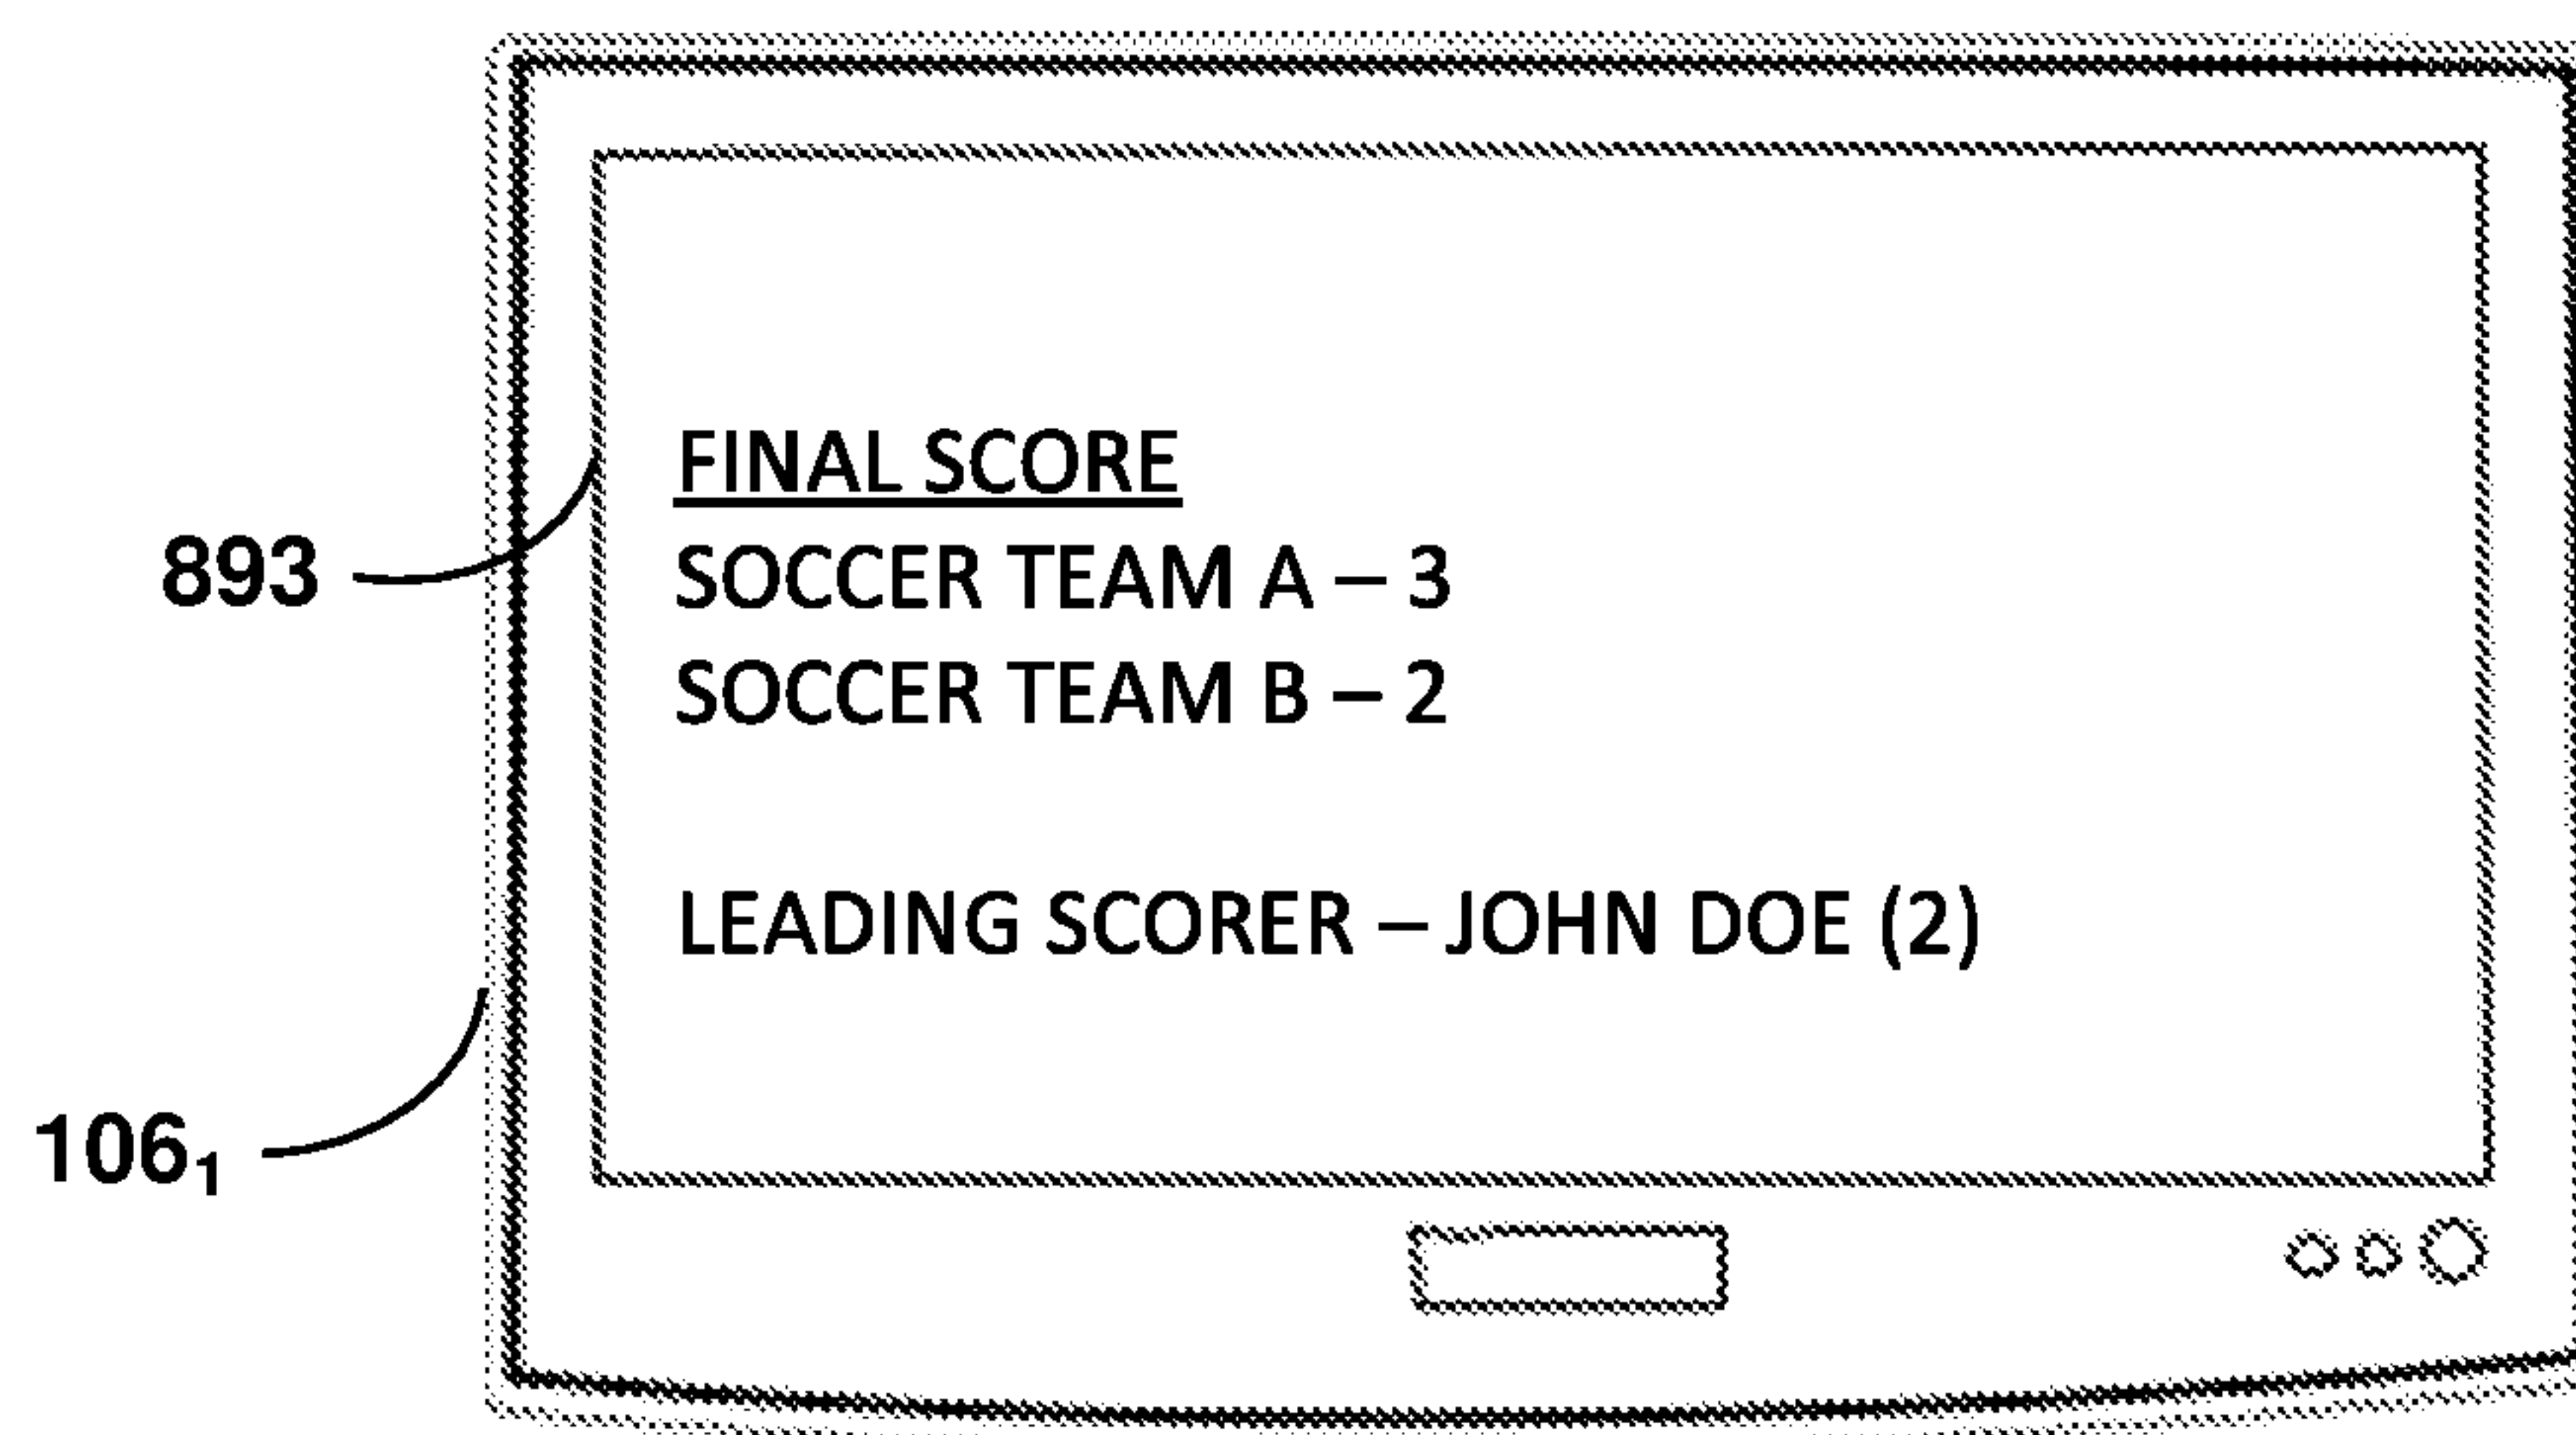 FINAL SCORE
SOCCER TEAM A – 3
893
SOCCER TEAM B – 2
LEADING SCORER – JOHN DOE (2)
106₁